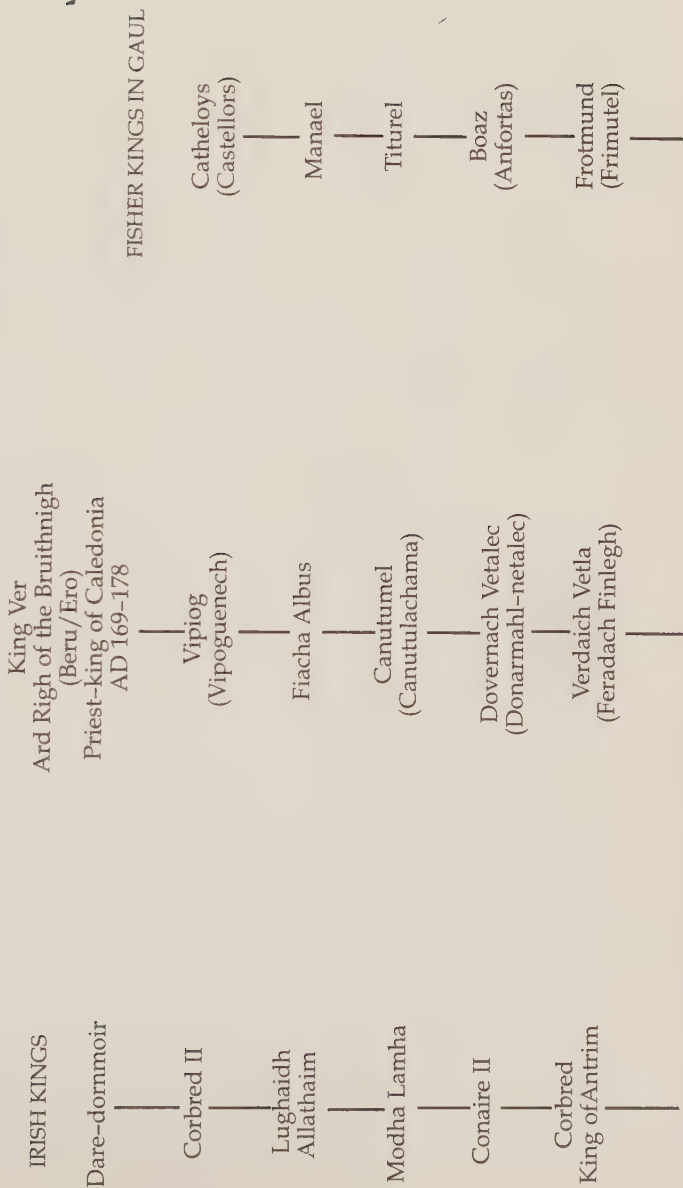 IRISH KINGS
Dare-dornmoir
Corbred II
Lughaidh
Allathaim
Modha Lamha
Conaire II
Corbred
King of Antrim
King Ver
Ard Righ of the Bruithnigh
(Beru/Ero)
Priest-king of Caledonia
AD 169–178
Vipiog
(Vipoguenech)
Fiacha Albus
Canutumel
(Canutulachama)
Dovernach Vetalec
(Donarmahl-netalec)
Verdaich Vetla
(Feradach Finlegh)
FISHER KINGS IN GAUL
Catheloys
(Castellors)
Manael
Titurel
Boaz
(Anfortas)
Frotmund
(Frimutel)